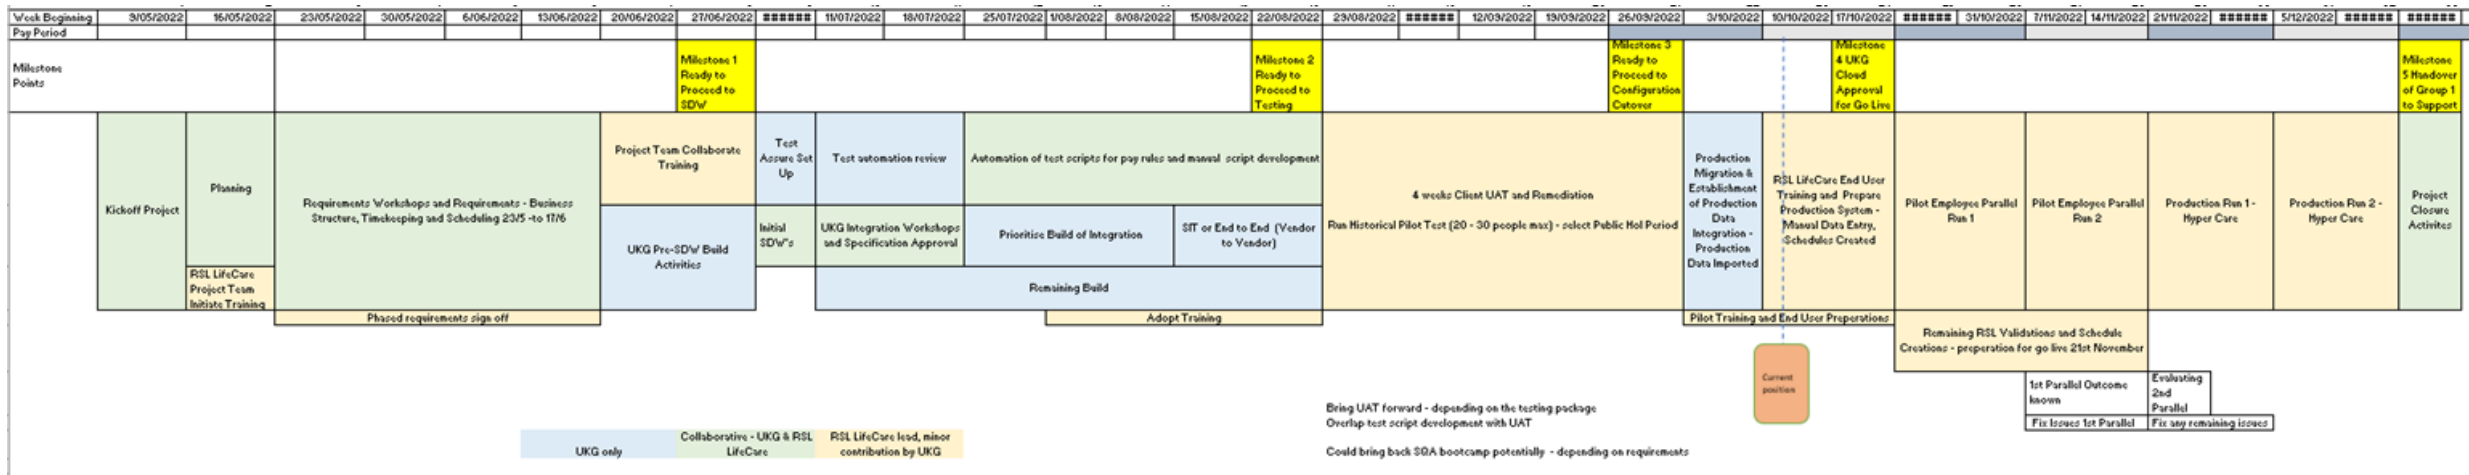 Week Beginning 9/05/2022 16/05/2022 23/05/2022 30/05/2022 6/06/2022 13/06/2022 20/06/2022 27/06/2022 ###### 11/07/2022 18/07/2022 25/07/2022 1/08/2022 8/08/2022 15/08/2022 22/08/2022 29/08/2022 ###### 12/09/2022 19/09/2022 26/09/2022 3/10/2022 10/10/2022 17/10/2022 ###### 31/10/2022 7/11/2022 14/11/2022 21/11/2022 ###### 5/12/2022 ###### ######
Pay Period
Milestone
Points
Milestone 1
Ready to
Proceed to
SDW
Milestone 2
Ready to
Proceed to
Testing
Milestone 3
Ready to
Proceed to
Configuration
Cutover
Milestone
4 UKG
Cloud
Approval
for Go Live
Milestone
5 Handover
of Group 1
to Support
Kickoff Project
Planning
RSL LifeCare
Project Team
Initiate Training
Requirements Workshops and Requirements - Business
Structure, Timekeeping and Scheduling 23/5 -to 17/6
Phased requirements sign off
Project Team Collaborate
Training
UKG Pre-SDW Build
Activities
Test
Assure Set
Up
Initial
SDW"s
Test automation review
UKG Integration Workshops
and Specification Approval
Automation of test scripts for pay rules and manual script development
Prioritise Build of Integration
SIT or End to End (Vendor
to Vendor)
Remaining Build
Adopt Training
4 weeks Client UAT and Remediation
Run Historical Pilot Test (20 - 30 people max) - select Public Hol Period
Production
Migration &
Establishment
of Production
Data
Integration -
Production
Data Imported
RSL LifeCare End User
Training and Prepare
Production System -
Manual Data Entry,
Schedules Created
Pilot Training and End User Preperations
Pilot Employee Parallel
Run 1
Pilot Employee Parallel
Run 2
Production Run 1 -
Hyper Care
Production Run 2 -
Hyper Care
Project
Closure
Activites
Remaining RSL Validations and Schedule
Creations - preparation for go live 21st November
1st Parallel Outcome
known
Evaluating
2nd
Parallel
Fix Issues 1st Parallel
Fix any remaining issues
Current
position
Bring UAT forward - depending on the testing package
Overlap test script development with UAT
Could bring back SQA bootcamp potentially - depending on requirements
UKG only
Collaborative - UKG & RSL
LifeCare
RSL LifeCare lead, minor
contribution by UKG